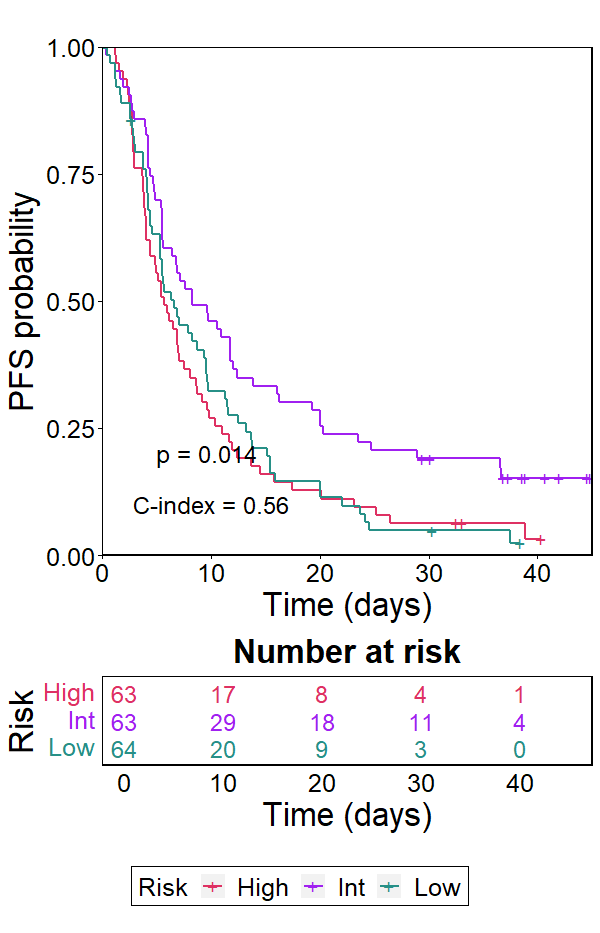 1.00
0.75
0.50
0.25
0.00
PFS probability
p = 0.014
C-index = 0.56
0 10 20 30 40
Time (days)
Number at risk
Risk
High 63 17 8 4 1
Int 63 29 18 11 4
Low 64 20 9 3 0
0 10 20 30 40
Time (days)
Risk High Int Low